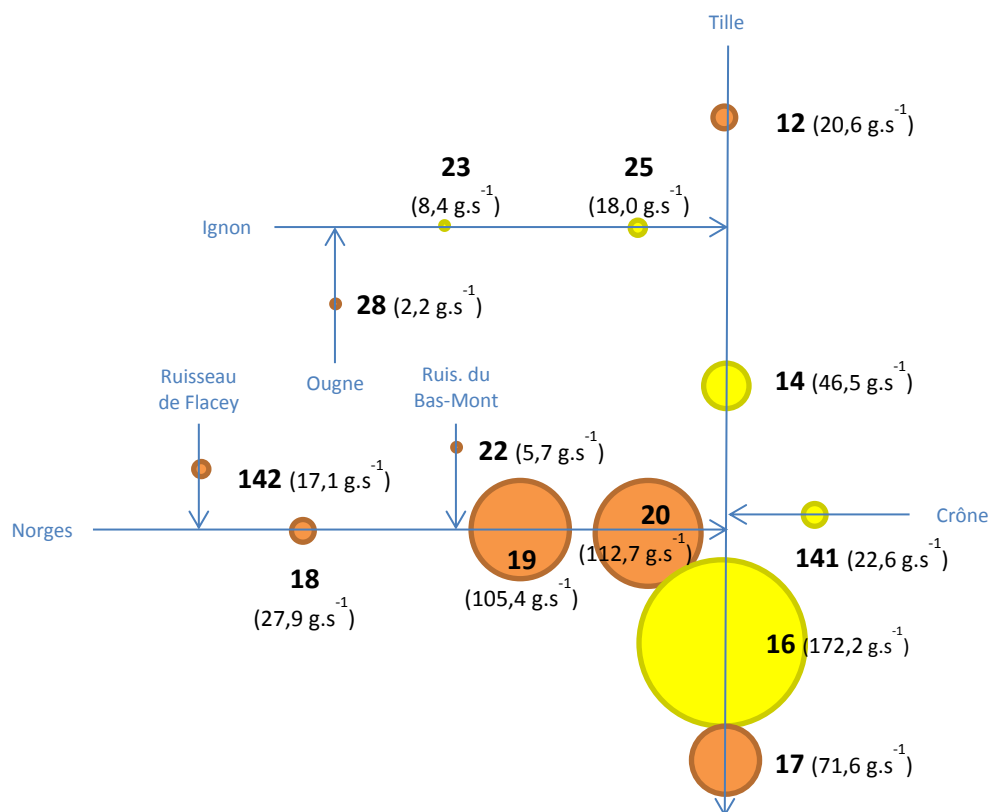 Tille
12 (20,6 g.s⁻¹)
23
(8,4 g.s⁻¹)
25
(18,0 g.s⁻¹)
Ignon
28 (2,2 g.s⁻¹)
Ougne
14 (46,5 g.s⁻¹)
Ruisseau
de Flacey
Ruis. du
Bas-Mont
142 (17,1 g.s⁻¹)
22 (5,7 g.s⁻¹)
Norges
18
(27,9 g.s⁻¹)
19
(105,4 g.s⁻¹)
20
(112,7 g.s⁻¹)
Crône
141 (22,6 g.s⁻¹)
16 (172,2 g.s⁻¹)
17 (71,6 g.s⁻¹)